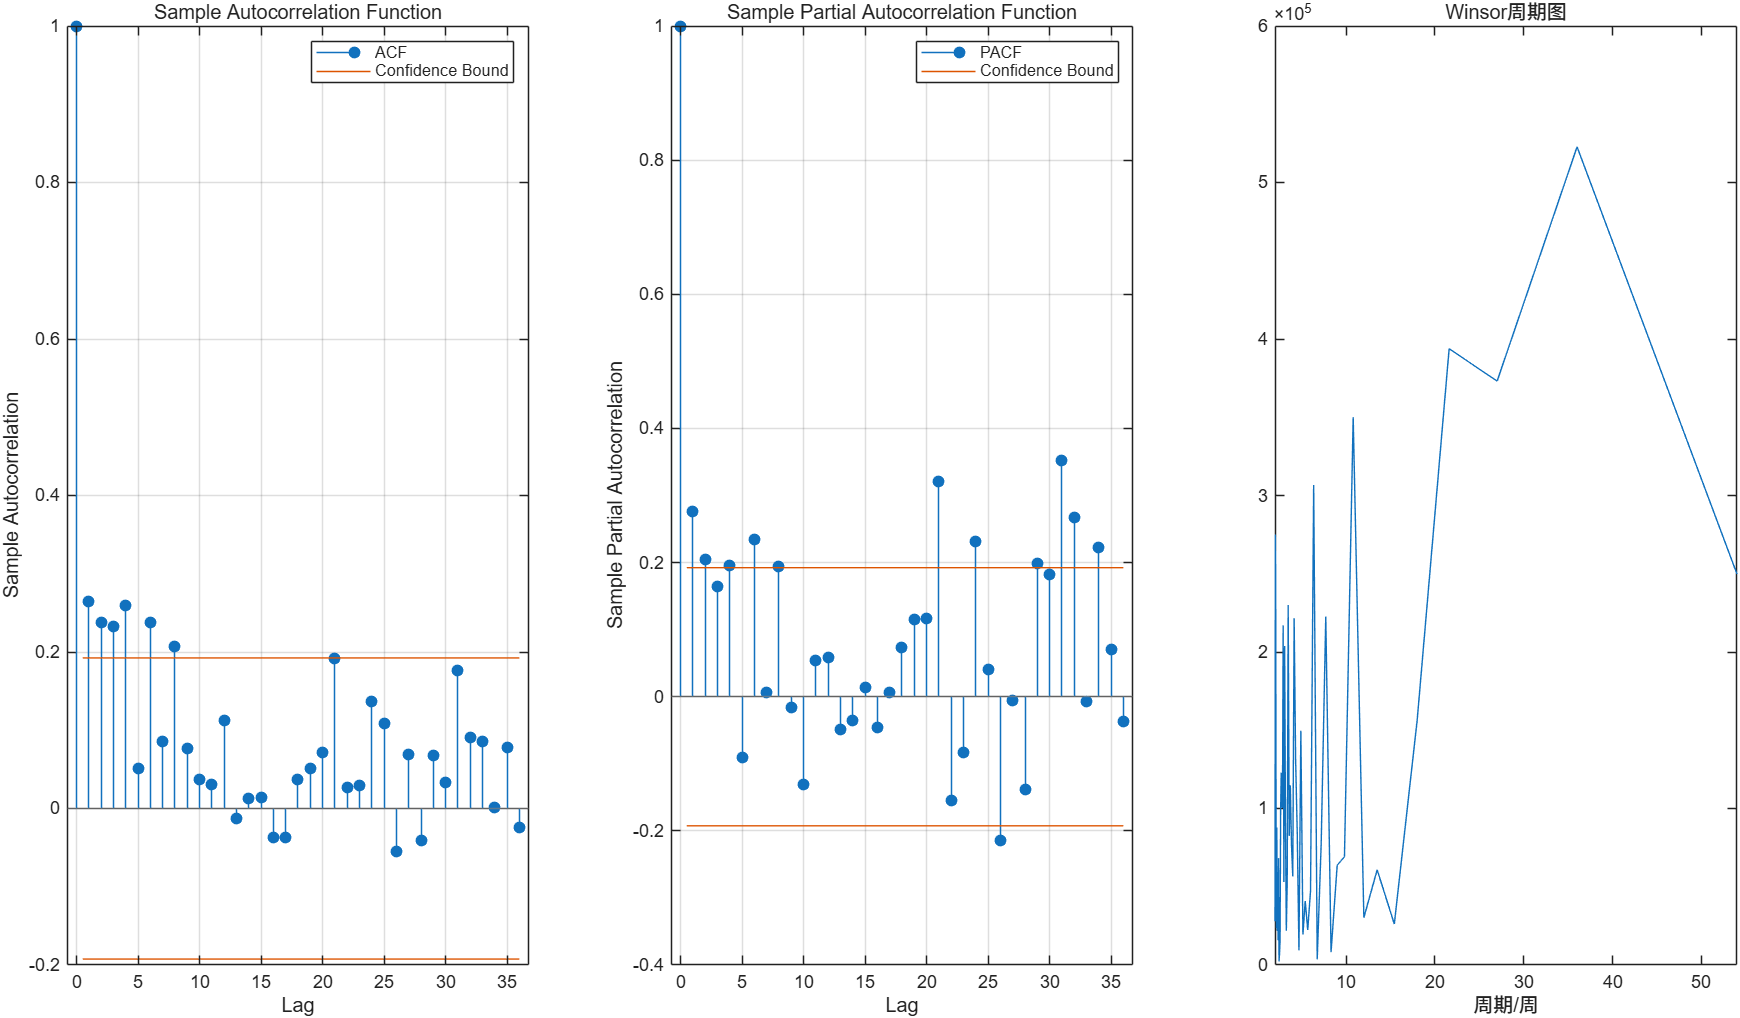 Sample Autocorrelation Function
ACF
Confidence Bound
1
0.8
0.6
0.4
0.2
0
-0.2
Sample Autocorrelation
0 5 10 15 20 25 30 35
Lag
Sample Partial Autocorrelation Function
PACF
Confidence Bound
1
0.8
0.6
0.4
0.2
0
-0.2
-0.4
Sample Partial Autocorrelation
0 5 10 15 20 25 30 35
Lag
Winsor周期图
×10⁵
6
5
4
3
2
1
0
10 20 30 40 50
周期/周